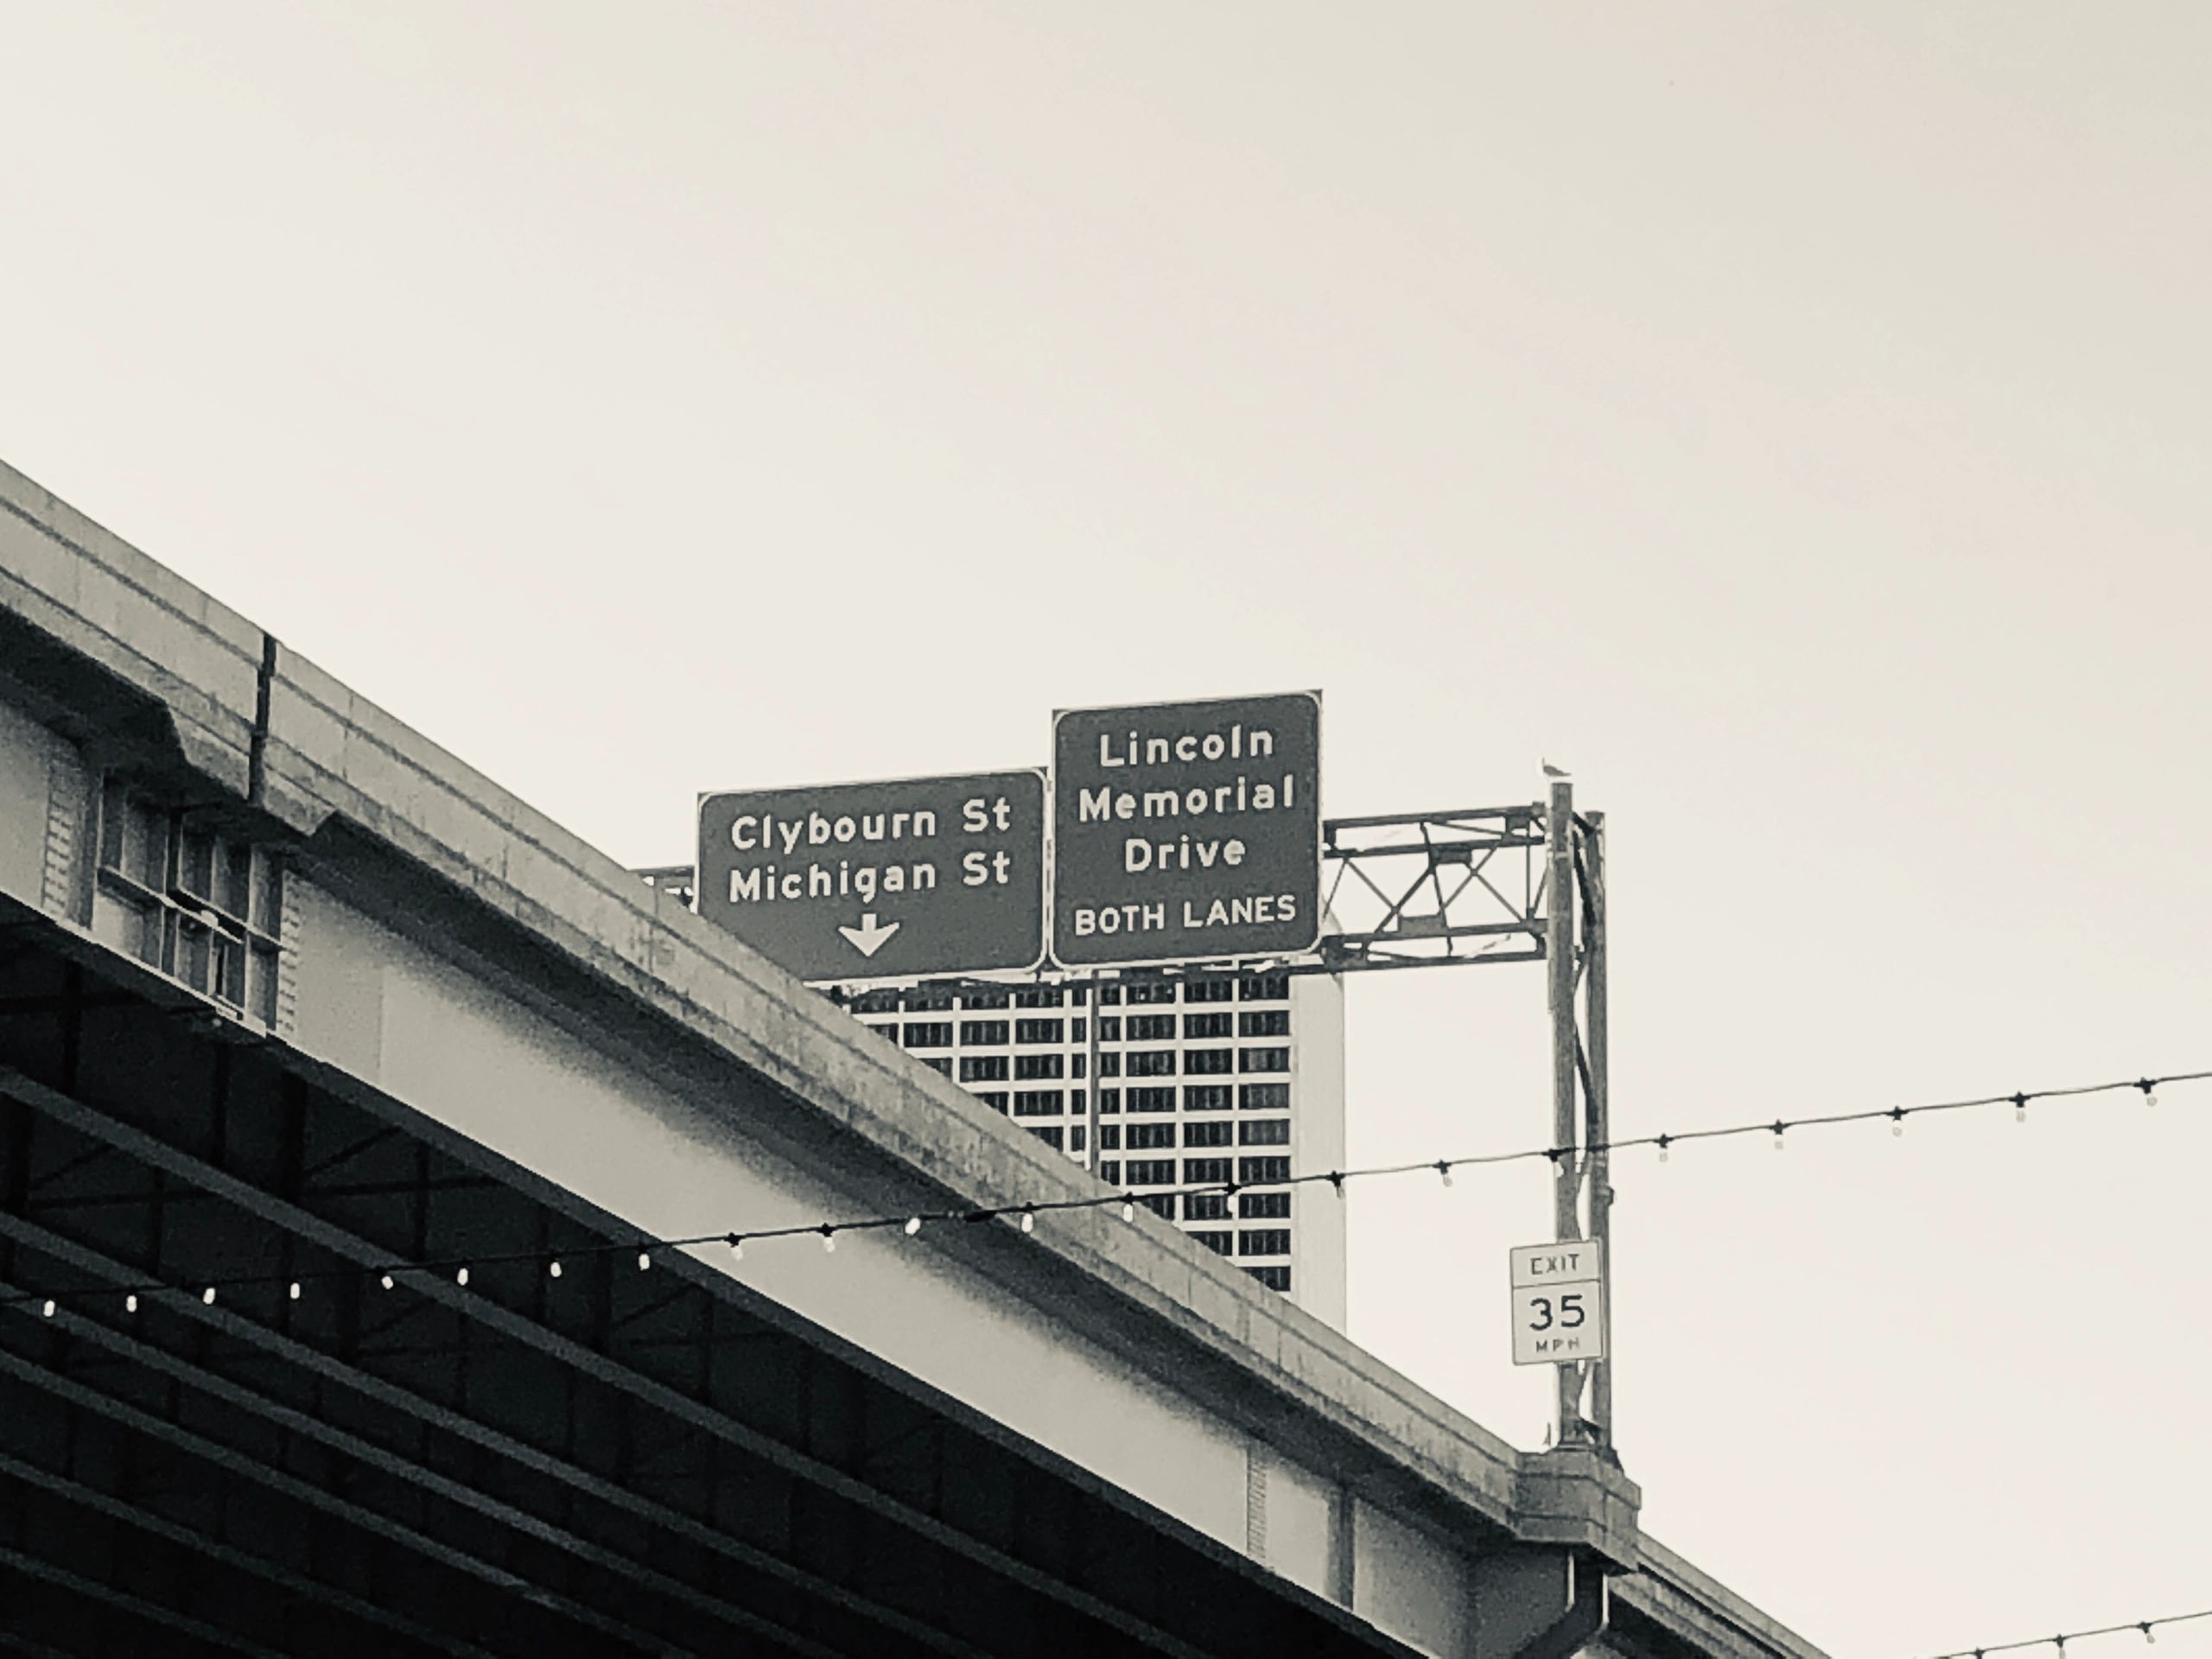 Clybourn St
Michigan St
Lincoln
Memorial
Drive
BOTH LANES
EXIT
35
MPH